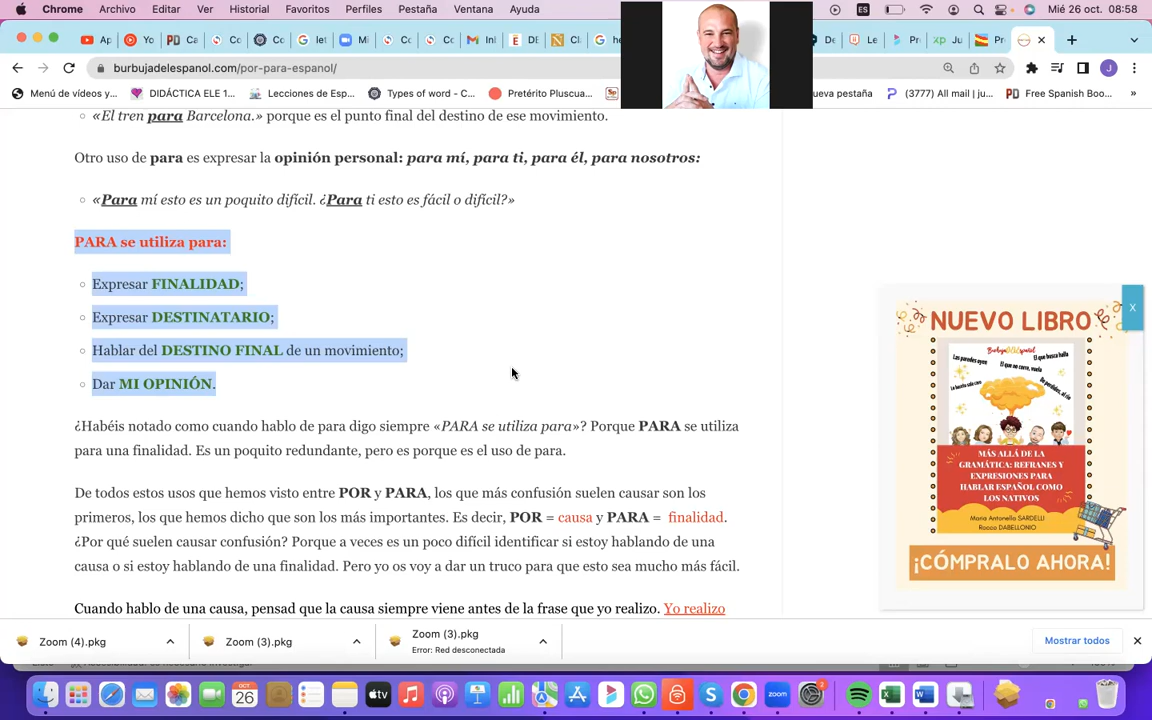 Chrome Archivo Editar Ver Historial Favoritos Perfiles Pestaña Ventana Ayuda
ES Mié 26 oct. 08:58
burbujadelespanol.com/por-para-espanol/
Menú de vídeos y... DIDÁCTICA ELE 1... Lecciones de Esp... Types of word - C... Pretérito Pluscua... ueva pestaña (3777) All mail | ju... Free Spanish Boo... »
«El tren para Barcelona.» porque es el punto final del destino de ese movimiento.
Otro uso de para es expresar la opinión personal: para mí, para ti, para él, para nosotros:
«Para mí esto es un poquito difícil. ¿Para ti esto es fácil o difícil?»
PARA se utiliza para:
Expresar FINALIDAD;
Expresar DESTINATARIO;
Hablar del DESTINO FINAL de un movimiento;
Dar MI OPINIÓN.
¿Habéis notado como cuando hablo de para digo siempre «PARA se utiliza para»? Porque PARA se utiliza
para una finalidad. Es un poquito redundante, pero es porque es el uso de para.
De todos estos usos que hemos visto entre POR y PARA, los que más confusión suelen causar son los
primeros, los que hemos dicho que son los más importantes. Es decir, POR = causa y PARA = finalidad.
¿Por qué suelen causar confusión? Porque a veces es un poco difícil identificar si estoy hablando de una
causa o si estoy hablando de una finalidad. Pero yo os voy a dar un truco para que esto sea mucho más fácil.
Cuando hablo de una causa, pensad que la causa siempre viene antes de la frase que yo realizo. Yo realizo
X
NUEVO LIBRO
MÁS ALLÁ DE LA
GRAMÁTICA: REFRANES Y
EXPRESIONES PARA
HABLAR ESPAÑOL COMO
LOS NATIVOS
Maria Antonella SARDELLI
Rocco DABELLONIO
¡CÓMPRALO AHORA!
Zoom (4).pkg
Zoom (3).pkg
Zoom (3).pkg
Error: Red desconectada
Mostrar todos
OCT
26
tv
zoom
2